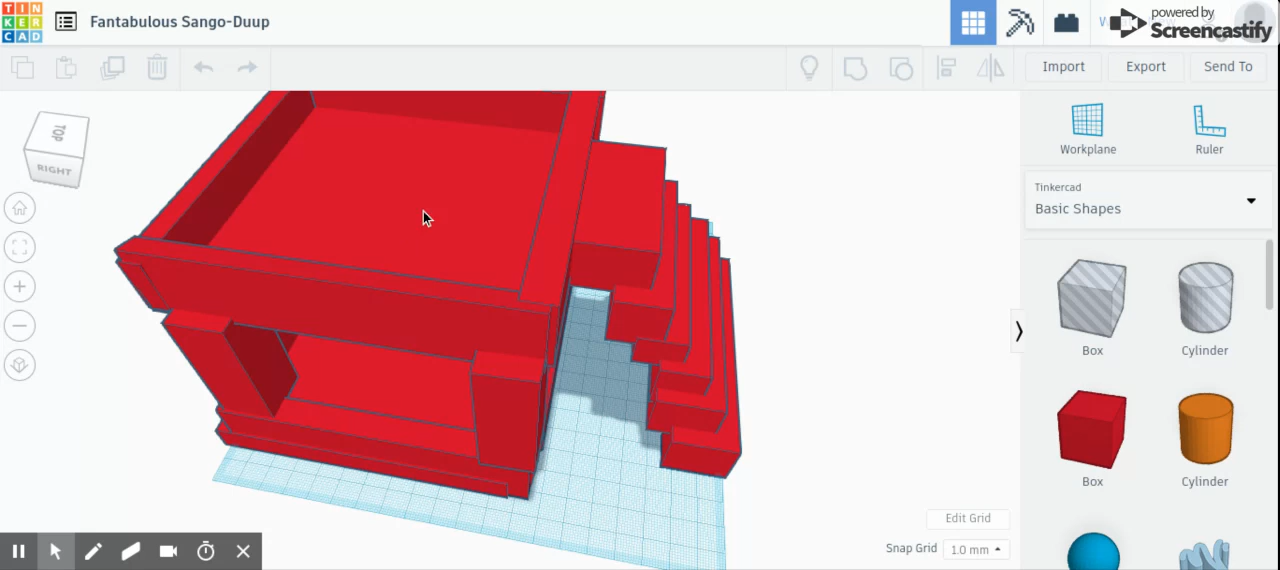 TIN
KER
CAD
Fantabulous Sango-Duup
powered by
Screencastify
Import
Export
Send To
TOP
RIGHT
Workplane
Ruler
Tinkercad
Basic Shapes
Box
Cylinder
Box
Cylinder
Edit Grid
Snap Grid
1.0 mm